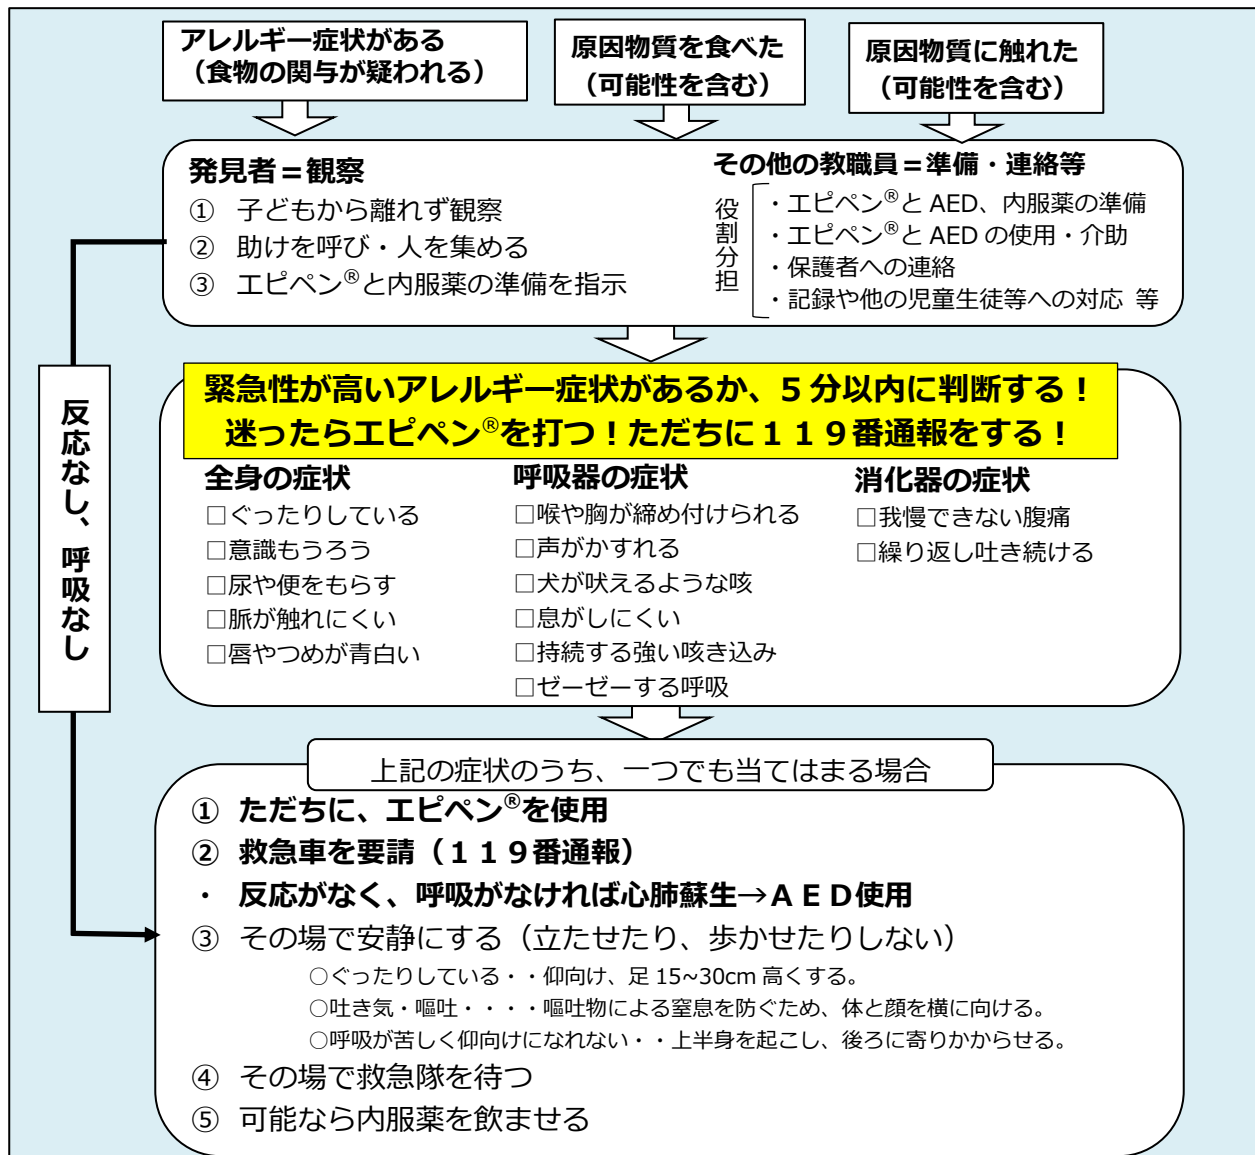 アレルギー症状がある
（食物の関与が疑われる）
原因物質を食べた
（可能性を含む）
原因物質に触れた
（可能性を含む）
発見者＝観察
① 子どもから離れず観察
② 助けを呼び・人を集める
③ エピペン®と内服薬の準備を指示
その他の教職員＝準備・連絡等
役割分担
・エピペン®と AED、内服薬の準備
・エピペン®と AED の使用・介助
・保護者への連絡
・記録や他の児童生徒等への対応 等
反応なし、呼吸なし
緊急性が高いアレルギー症状があるか、５分以内に判断する！
迷ったらエピペン®を打つ！ただちに１１９番通報をする！
全身の症状
□ぐったりしている
□意識もうろう
□尿や便をもらす
□脈が触れにくい
□唇やつめが青白い
呼吸器の症状
□喉や胸が締め付けられる
□声がかすれる
□犬が吠えるような咳
□息がしにくい
□持続する強い咳き込み
□ゼーゼーする呼吸
消化器の症状
□我慢できない腹痛
□繰り返し吐き続ける
上記の症状のうち、一つでも当てはまる場合
① ただちに、エピペン®を使用
② 救急車を要請（１１９番通報）
・ 反応がなく、呼吸がなければ心肺蘇生→ＡＥＤ使用
③ その場で安静にする（立たせたり、歩かせたりしない）
○ぐったりしている・・仰向け、足 15~30cm 高くする。
○吐き気・嘔吐・・・・嘔吐物による窒息を防ぐため、体と顔を横に向ける。
○呼吸が苦しく仰向けになれない・・上半身を起こし、後ろに寄りかからせる。
④ その場で救急隊を待つ
⑤ 可能なら内服薬を飲ませる